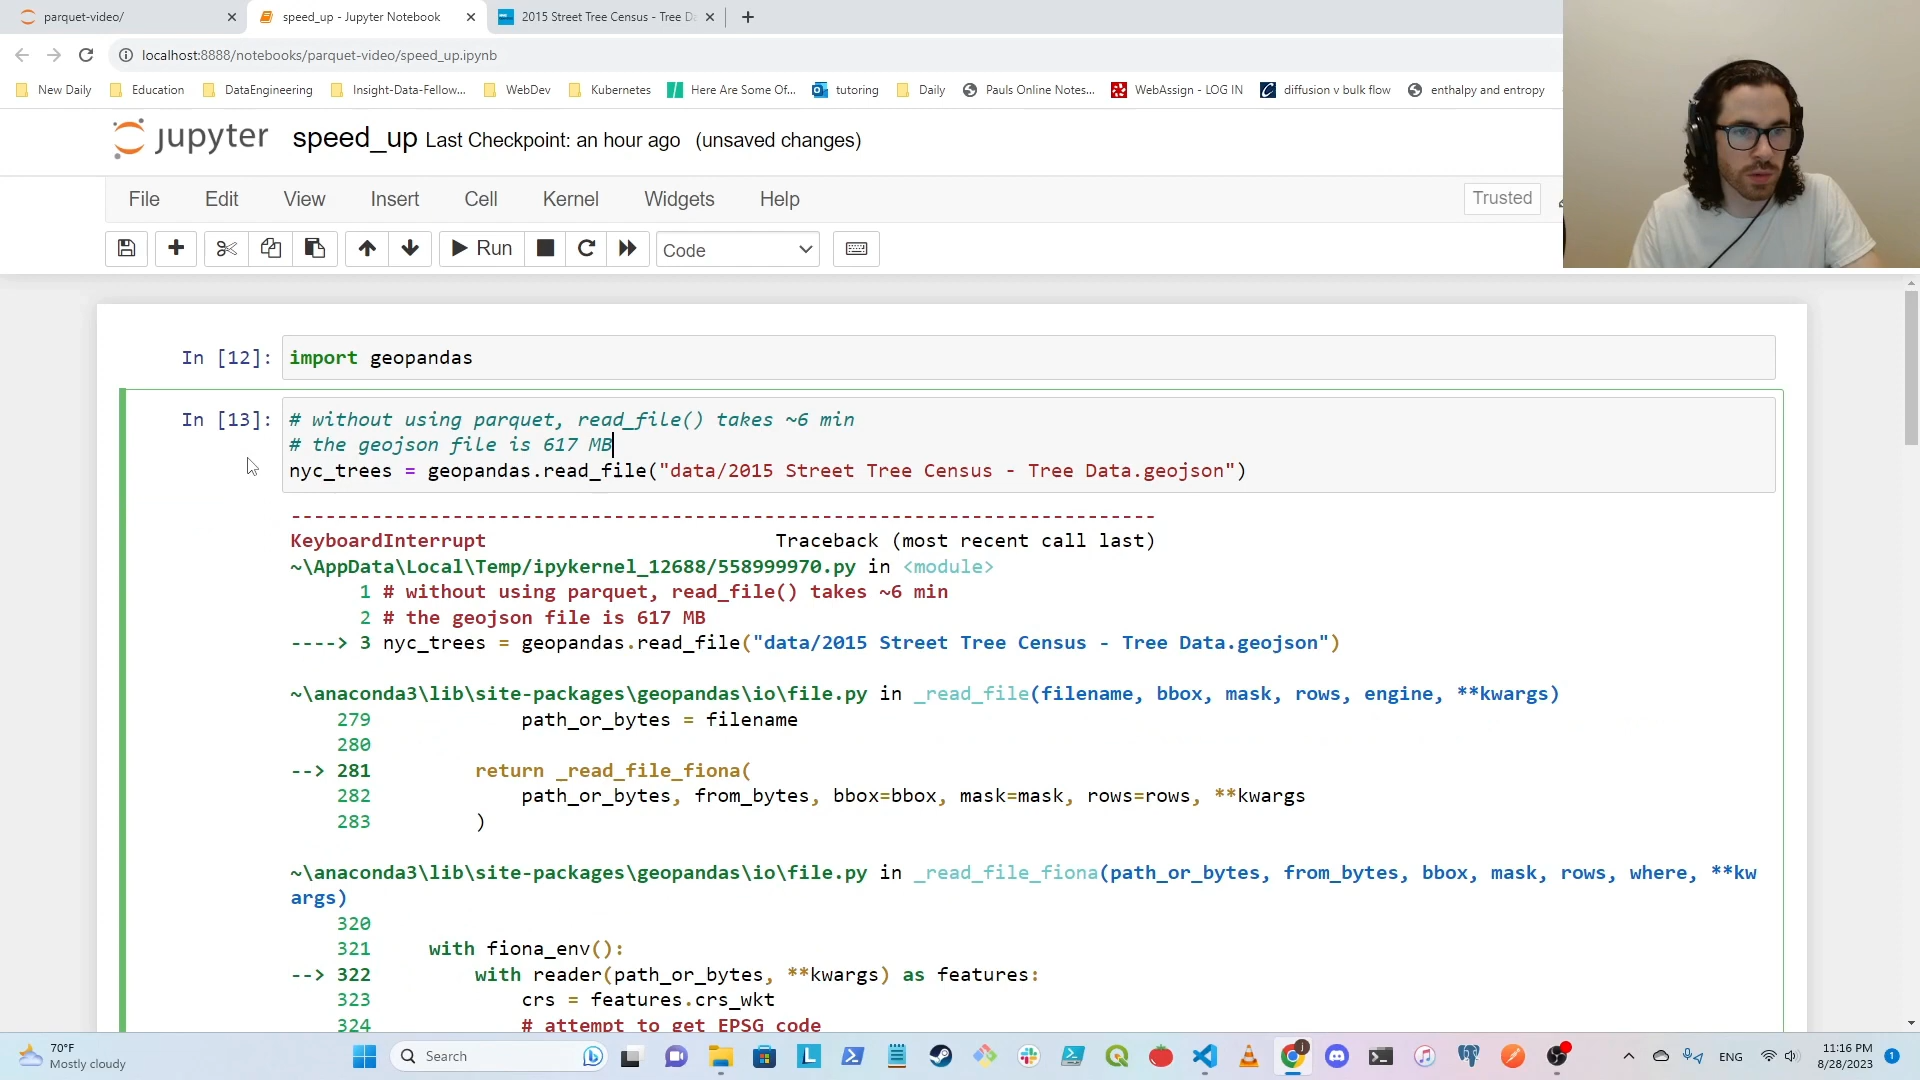 parquet-video/
speed_up - Jupyter Notebook
2015 Street Tree Census - Tree Da
localhost:8888/notebooks/parquet-video/speed_up.ipynb
New Daily
Education
DataEngineering
Insight-Data-Fellow...
WebDev
Kubernetes
Here Are Some Of...
tutoring
Daily
Pauls Online Notes...
WebAssign - LOG IN
diffusion v bulk flow
enthalpy and entropy
jupyter speed_up Last Checkpoint: an hour ago (unsaved changes)
File Edit View Insert Cell Kernel Widgets Help
Trusted
Run
Code
In [12]: import geopandas
In [13]: # without using parquet, read_file() takes ~6 min
# the geojson file is 617 MB
nyc_trees = geopandas.read_file("data/2015 Street Tree Census - Tree Data.geojson")
---------------------------------------------------------------------------
KeyboardInterrupt                         Traceback (most recent call last)
~\AppData\Local\Temp/ipykernel_12688/558999970.py in <module>
1 # without using parquet, read_file() takes ~6 min
2 # the geojson file is 617 MB
----> 3 nyc_trees = geopandas.read_file("data/2015 Street Tree Census - Tree Data.geojson")
~\anaconda3\lib\site-packages\geopandas\io\file.py in _read_file(filename, bbox, mask, rows, engine, **kwargs)
279             path_or_bytes = filename
280
--> 281         return _read_file_fiona(
282             path_or_bytes, from_bytes, bbox=bbox, mask=mask, rows=rows, **kwargs
283         )
~\anaconda3\lib\site-packages\geopandas\io\file.py in _read_file_fiona(path_or_bytes, from_bytes, bbox, mask, rows, where, **kw
args)
320
321     with fiona_env():
--> 322         with reader(path_or_bytes, **kwargs) as features:
323             crs = features.crs_wkt
324             # attempt to get EPSG code
70°F
Mostly cloudy
Search
L
ENG
11:16 PM
8/28/2023
1